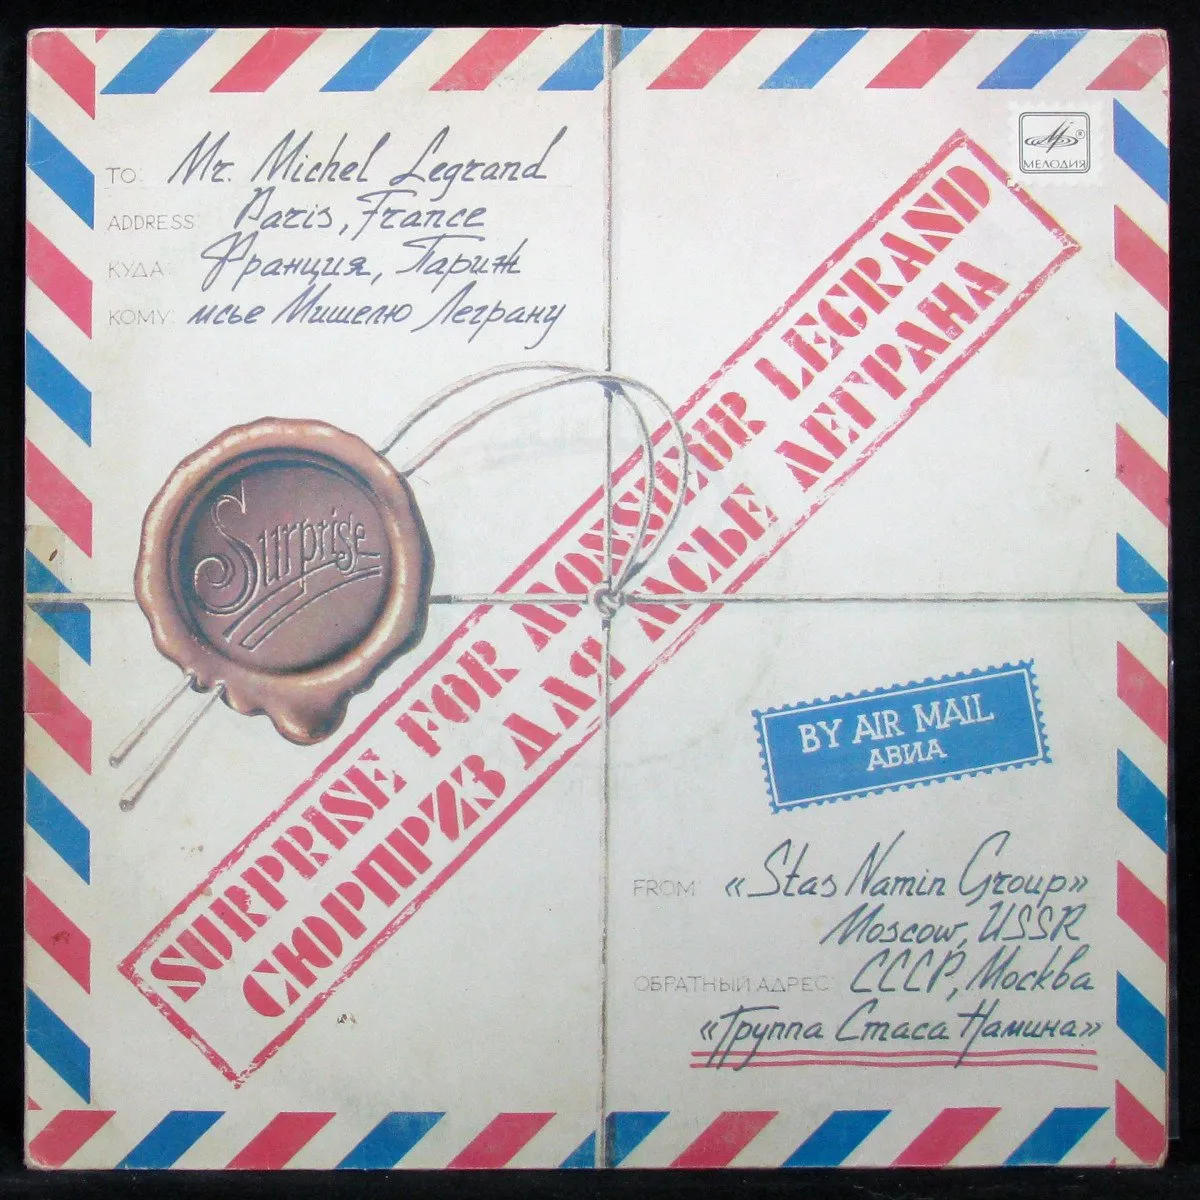 TO: Mr. Michel Legrand
ADDRESS: Paris, France
КУДА: Франция, Париж
КОМУ: мсье Мишелю Леграну
МЕЛОДИЯ ®
SURPRISE FOR MONSIEUR LEGRAND
СЮРПРИЗ ДЛЯ МСЬЕ ЛЕГРАНА
Surprise
BY AIR MAIL
АВИА
FROM: «Stas Namin Group»
Moscow, USSR
ОБРАТНЫЙ АДРЕС: СССР, Москва
«Группа Стаса Намина»